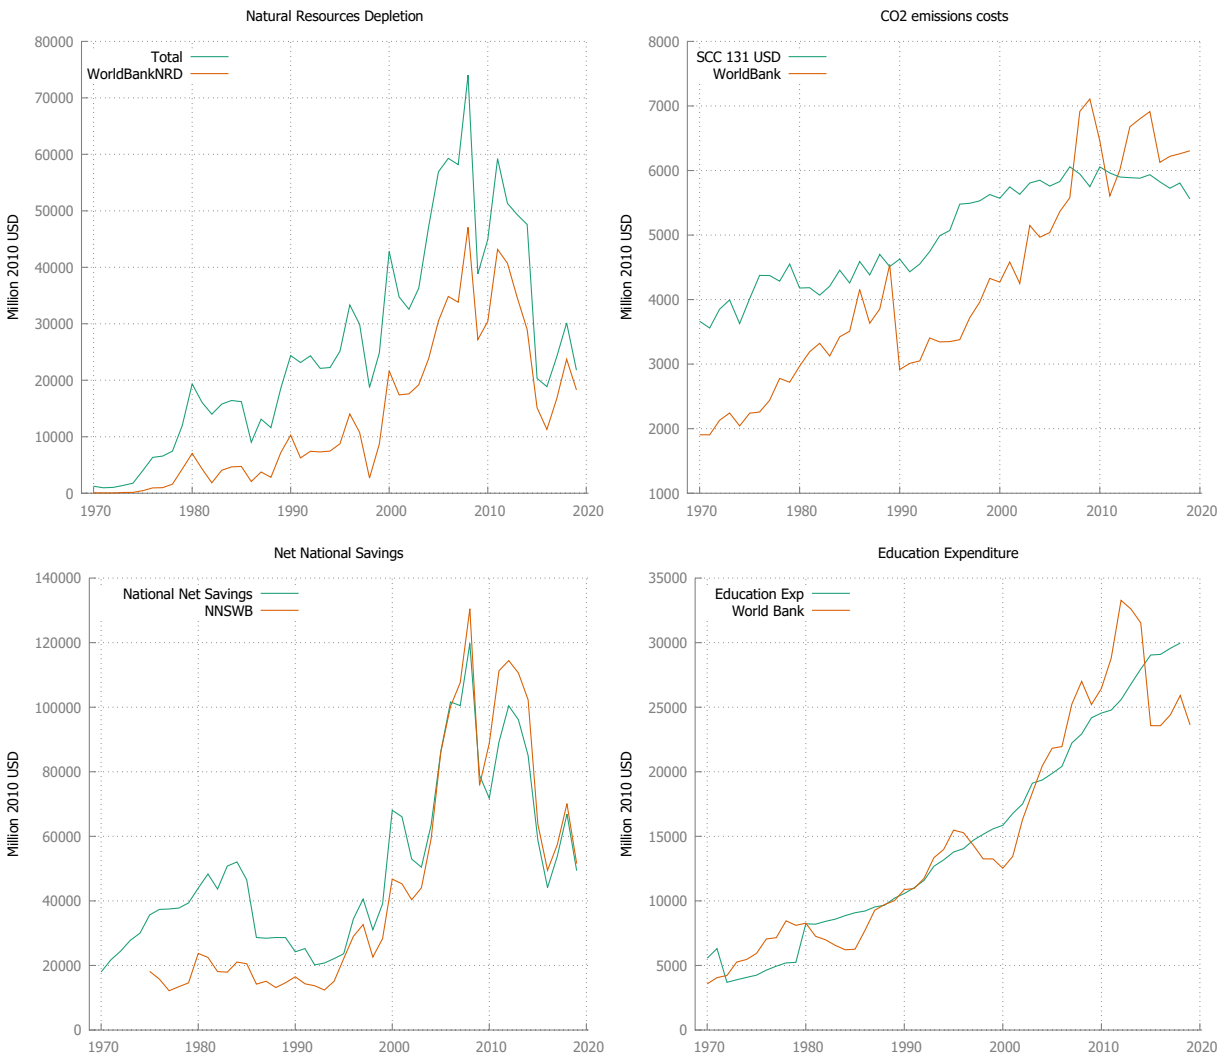 Natural Resources Depletion
80000
70000
60000
50000
40000
30000
20000
10000
0
1970 1980 1990 2000 2010 2020
Million 2010 USD
Total
WorldBankNRD
CO2 emissions costs
8000
7000
6000
5000
4000
3000
2000
1000
1970 1980 1990 2000 2010 2020
Million 2010 USD
SCC 131 USD
WorldBank
Net National Savings
140000
120000
100000
80000
60000
40000
20000
0
1970 1980 1990 2000 2010 2020
Million 2010 USD
National Net Savings
NNSWB
Education Expenditure
35000
30000
25000
20000
15000
10000
5000
0
1970 1980 1990 2000 2010 2020
Million 2010 USD
Education Exp
World Bank